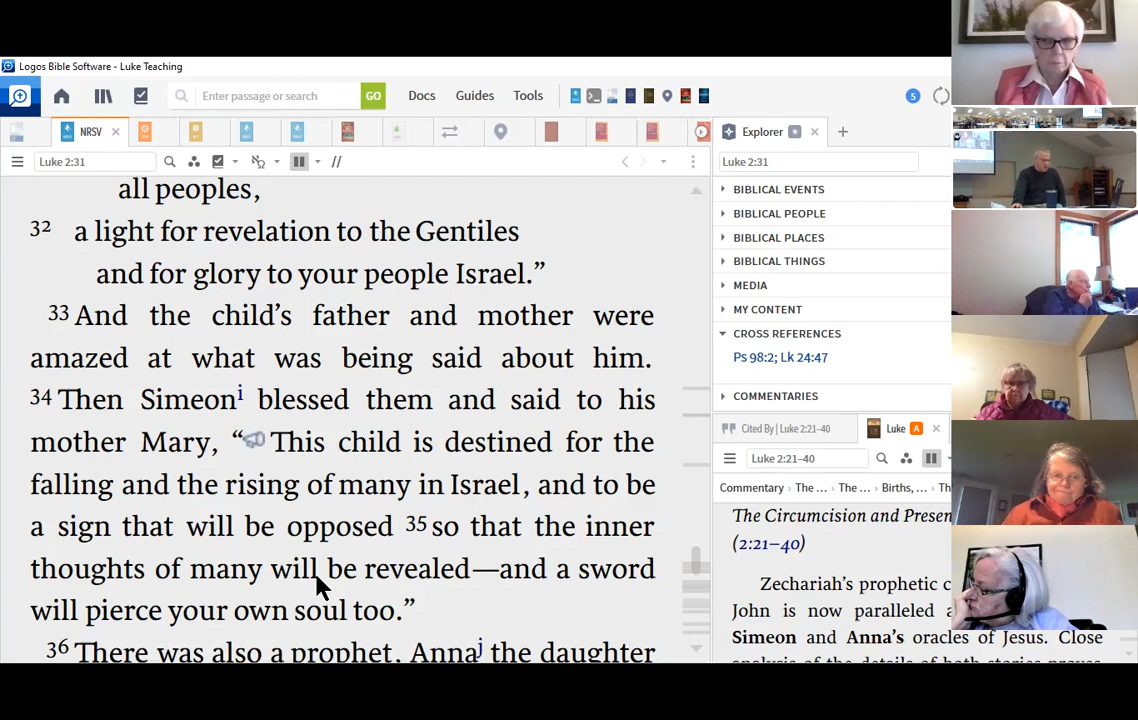 Logos Bible Software - Luke Teaching
Enter passage or search
GO
Docs
Guides
Tools
5
NRSV
Explorer
Luke 2:31
Luke 2:31
all peoples,
32 a light for revelation to the Gentiles
and for glory to your people Israel.”
33 And the child’s father and mother were
amazed at what was being said about him.
34 Then Simeon i blessed them and said to his
mother Mary, “This child is destined for the
falling and the rising of many in Israel, and to be
a sign that will be opposed 35 so that the inner
thoughts of many will be revealed—and a sword
will pierce your own soul too.”
36 There was also a prophet, Anna j the daughter
BIBLICAL EVENTS
BIBLICAL PEOPLE
BIBLICAL PLACES
BIBLICAL THINGS
MEDIA
MY CONTENT
CROSS REFERENCES
Ps 98:2; Lk 24:47
COMMENTARIES
Cited By | Luke 2:21–40
Luke A
Luke 2:21–40
Commentary › The ... › The ... › Births, ... › Th
The Circumcision and Presen
(2:21–40)
Zechariah’s prophetic c
John is now paralleled a
Simeon and Anna’s oracles of Jesus. Close